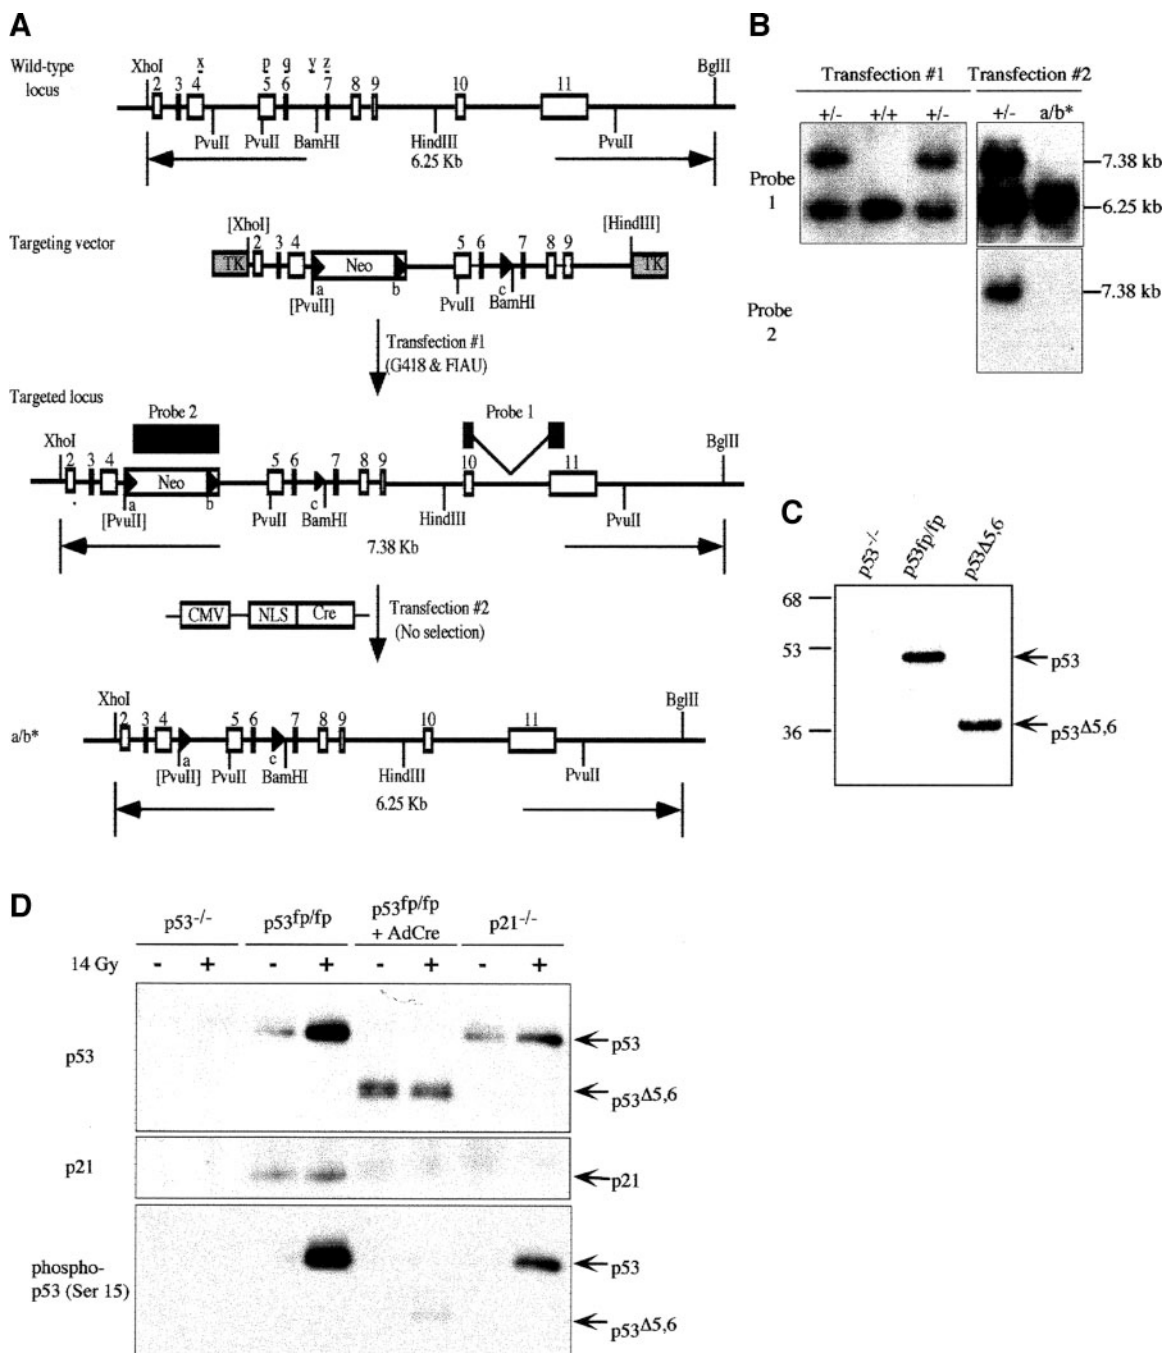 A
Wild-type
locus
XhoI
x
p
q
y
z
BglII
2 3 4 5 6 7 8 9 10 11
PvuII PvuII BamHI HindIII PvuII
6.25 Kb
Targeting vector
[XhoI] [HindIII]
TK 2 3 4 Neo 5 6 7 8 9 TK
a b c
[PvuII] PvuII BamHI
Transfection #1
(G418 & FIAU)
Targeted locus
Probe 2 Probe 1
XhoI BglII
2 3 4 Neo 5 6 7 8 9 10 11
a b c
[PvuII] PvuII BamHI HindIII PvuII
7.38 Kb
CMV NLS Cre
Transfection #2
(No selection)
a/b*
XhoI BglII
2 3 4 5 6 7 8 9 10 11
a c
[PvuII] PvuII BamHI HindIII PvuII
6.25 Kb
B
Transfection #1 Transfection #2
+/- +/+ +/- +/- a/b*
Probe
1
7.38 kb
6.25 kb
Probe
2
7.38 kb
C
p53-/- p53fp/fp p53Δ5,6
68
53
36
p53
p53Δ5,6
D
p53-/- p53fp/fp p53fp/fp
+ AdCre p21-/-
14 Gy - + - + - + - +
p53
p53
p53Δ5,6
p21
p21
phospho-
p53 (Ser 15)
p53
p53Δ5,6